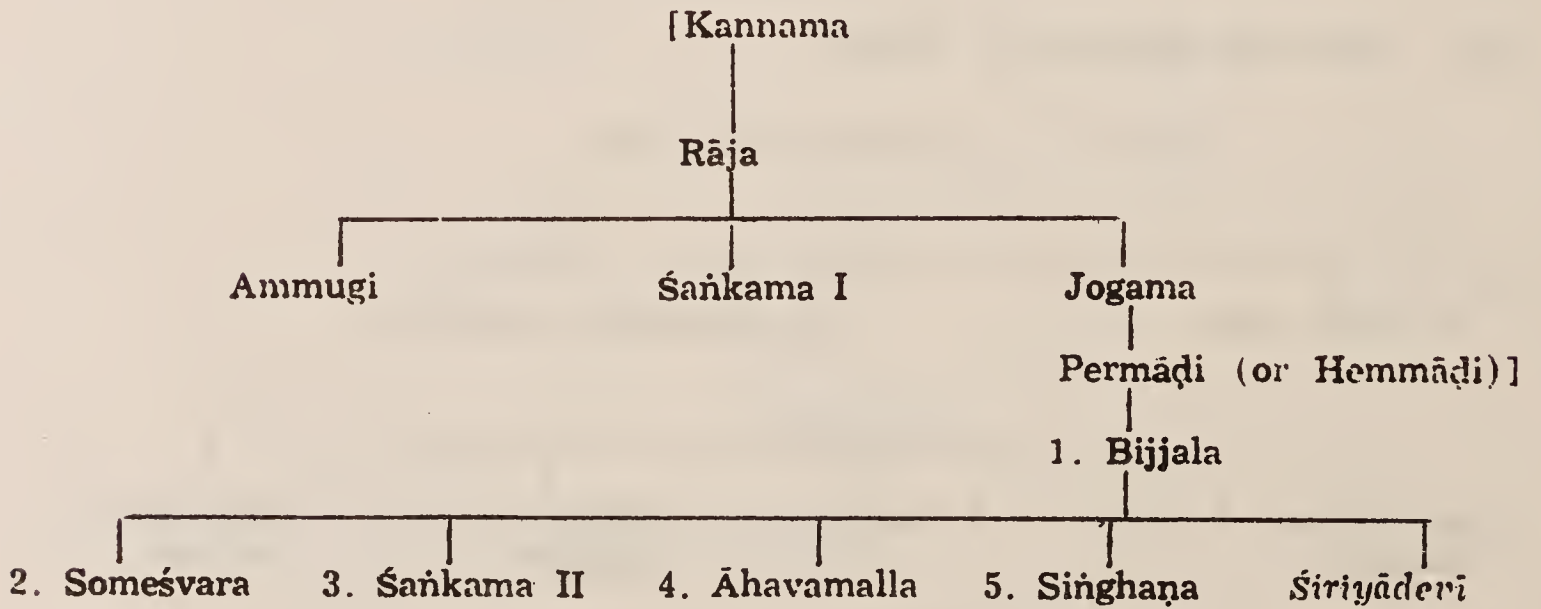 [Kannama
Rāja
Ammugi Śaṅkama I Jogama
Permāḍi (or Hemmāḍi)]
1. Bijjala
2. Someśvara 3. Śaṅkama II 4. Āhavamalla 5. Siṅghaṇa Śiriyāderī